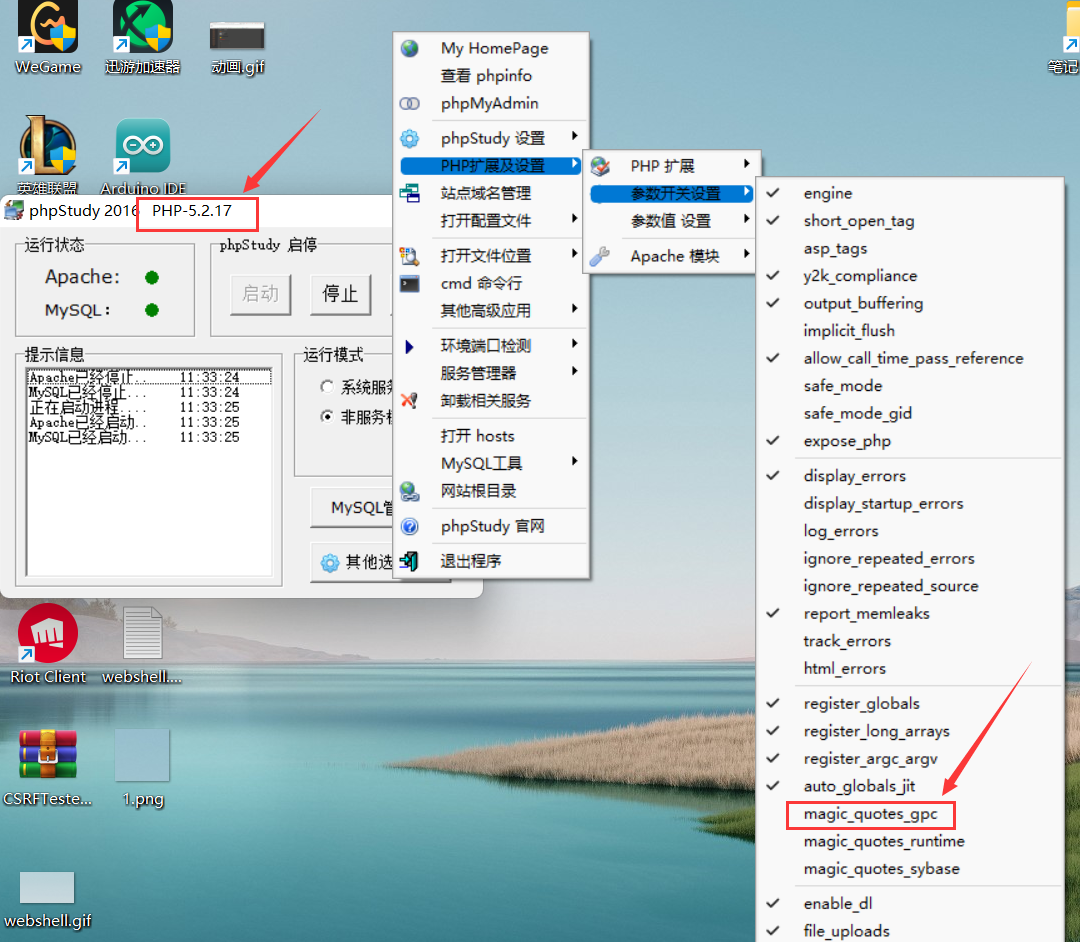 WeGame
迅游加速器
动画.gif
笔记
英雄联盟
Arduino IDE
phpStudy 2016
PHP-5.2.17
运行状态
Apache:
MySQL:
phpStudy 启停
启动
停止
提示信息
Apache已经停止..
11:33:24
MySQL已经停止...
11:33:24
正在启动进程....
11:33:25
Apache已经启动..
11:33:25
MySQL已经启动...
11:33:25
运行模式
系统服
非服务
MySQL管
其他选
My HomePage
查看 phpinfo
phpMyAdmin
phpStudy 设置
PHP扩展及设置
站点域名管理
打开配置文件
打开文件位置
cmd 命令行
其他高级应用
环境端口检测
服务管理器
卸载相关服务
打开 hosts
MySQL工具
网站根目录
phpStudy 官网
退出程序
PHP 扩展
参数开关设置
参数值 设置
Apache 模块
engine
short_open_tag
asp_tags
y2k_compliance
output_buffering
implicit_flush
allow_call_time_pass_reference
safe_mode
safe_mode_gid
expose_php
display_errors
display_startup_errors
log_errors
ignore_repeated_errors
ignore_repeated_source
report_memleaks
track_errors
html_errors
register_globals
register_long_arrays
register_argc_argv
auto_globals_jit
magic_quotes_gpc
magic_quotes_runtime
magic_quotes_sybase
enable_dl
file_uploads
Riot Client
webshell....
CSRFTeste...
1.png
webshell.gif